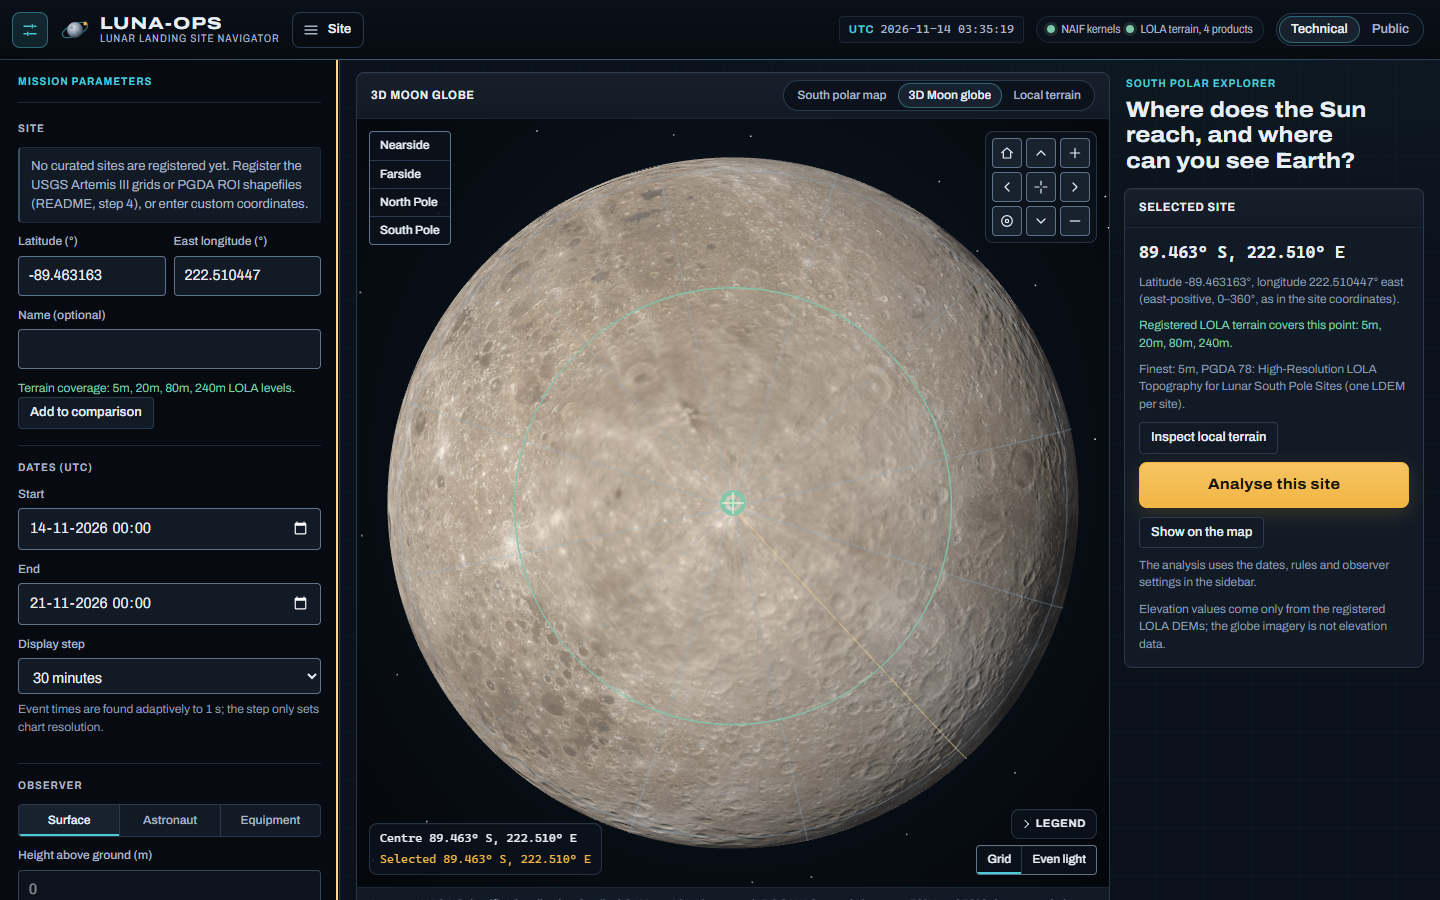 LUNA-OPS
LUNAR LANDING SITE NAVIGATOR
Site
UTC 2026-11-14 03:35:19
NAIF kernels
LOLA terrain, 4 products
Technical
Public
MISSION PARAMETERS
SITE
No curated sites are registered yet. Register the
USGS Artemis III grids or PGDA ROI shapefiles
(README, step 4), or enter custom coordinates.
Latitude (°)
East longitude (°)
-89.463163
222.510447
Name (optional)
Terrain coverage: 5m, 20m, 80m, 240m LOLA levels.
Add to comparison
DATES (UTC)
Start
14-11-2026 00:00
End
21-11-2026 00:00
Display step
30 minutes
Event times are found adaptively to 1 s; the step only sets
chart resolution.
OBSERVER
Surface
Astronaut
Equipment
Height above ground (m)
0
3D MOON GLOBE
South polar map
3D Moon globe
Local terrain
Nearside
Farside
North Pole
South Pole
Centre 89.463° S, 222.510° E
Selected 89.463° S, 222.510° E
LEGEND
Grid
Even light
SOUTH POLAR EXPLORER
Where does the Sun
reach, and where
can you see Earth?
SELECTED SITE
89.463° S, 222.510° E
Latitude -89.463163°, longitude 222.510447° east
(east-positive, 0–360°, as in the site coordinates).
Registered LOLA terrain covers this point: 5m,
20m, 80m, 240m.
Finest: 5m, PGDA 78: High-Resolution LOLA
Topography for Lunar South Pole Sites (one LDEM
per site).
Inspect local terrain
Analyse this site
Show on the map
The analysis uses the dates, rules and observer
settings in the sidebar.
Elevation values come only from the registered
LOLA DEMs; the globe imagery is not elevation
data.